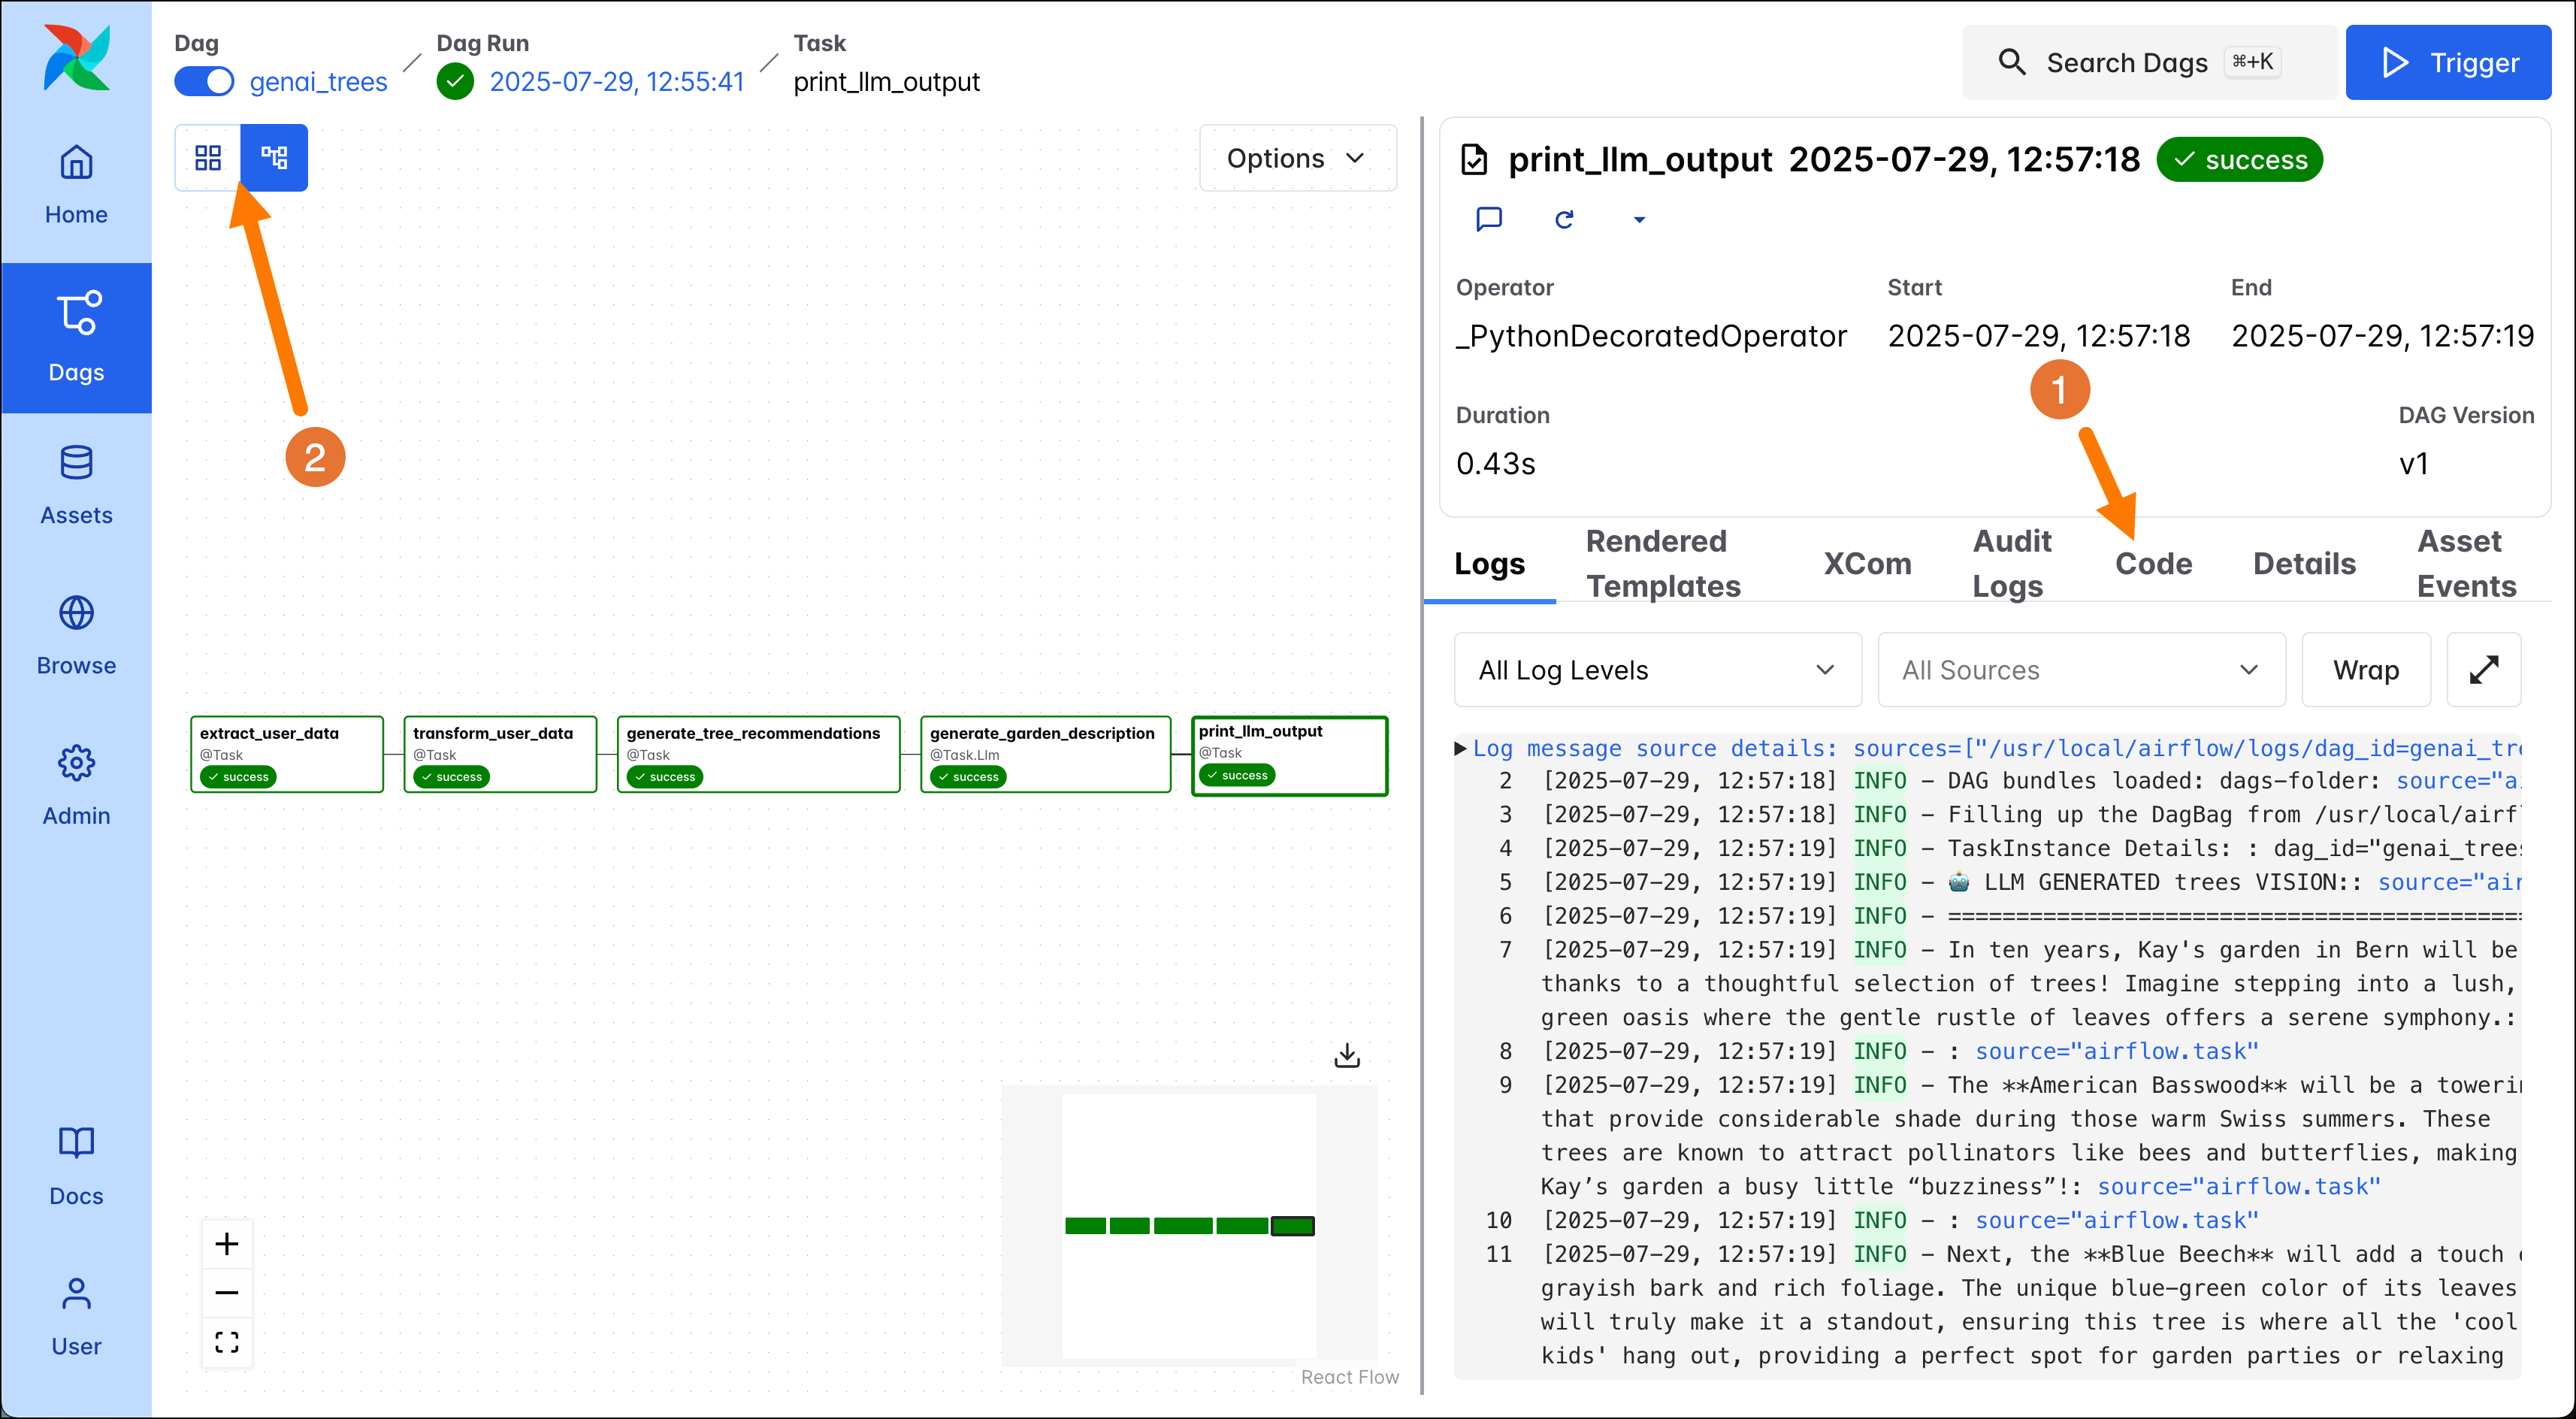 Dag
genai_trees
Dag Run
2025-07-29, 12:55:41
Task
print_llm_output
Search Dags ⌘+K
Trigger
Home
Dags
Assets
Browse
Admin
Docs
User
Options
2
extract_user_data
@Task
success
transform_user_data
@Task
success
generate_tree_recommendations
@Task
success
generate_garden_description
@Task.Llm
success
print_llm_output
@Task
success
React Flow
print_llm_output 2025-07-29, 12:57:18 success
Operator
_PythonDecoratedOperator
Start
2025-07-29, 12:57:18
End
2025-07-29, 12:57:19
1
Duration
0.43s
DAG Version
v1
Logs
Rendered
Templates
XCom
Audit
Logs
Code
Details
Asset
Events
All Log Levels
All Sources
Wrap
Log message source details: sources=["/usr/local/airflow/logs/dag_id=genai_tre
2 [2025-07-29, 12:57:18] INFO - DAG bundles loaded: dags-folder: source="a
3 [2025-07-29, 12:57:18] INFO - Filling up the DagBag from /usr/local/airf
4 [2025-07-29, 12:57:19] INFO - TaskInstance Details: : dag_id="genai_trees
5 [2025-07-29, 12:57:19] INFO - 🤖 LLM GENERATED trees VISION:: source="air
6 [2025-07-29, 12:57:19] INFO - ==========================================
7 [2025-07-29, 12:57:19] INFO - In ten years, Kay's garden in Bern will be
thanks to a thoughtful selection of trees! Imagine stepping into a lush,
green oasis where the gentle rustle of leaves offers a serene symphony.:
8 [2025-07-29, 12:57:19] INFO - : source="airflow.task"
9 [2025-07-29, 12:57:19] INFO - The **American Basswood** will be a towerin
that provide considerable shade during those warm Swiss summers. These
trees are known to attract pollinators like bees and butterflies, making
Kay’s garden a busy little “buzziness”!: source="airflow.task"
10 [2025-07-29, 12:57:19] INFO - : source="airflow.task"
11 [2025-07-29, 12:57:19] INFO - Next, the **Blue Beech** will add a touch
grayish bark and rich foliage. The unique blue-green color of its leaves
will truly make it a standout, ensuring this tree is where all the 'cool
kids' hang out, providing a perfect spot for garden parties or relaxing